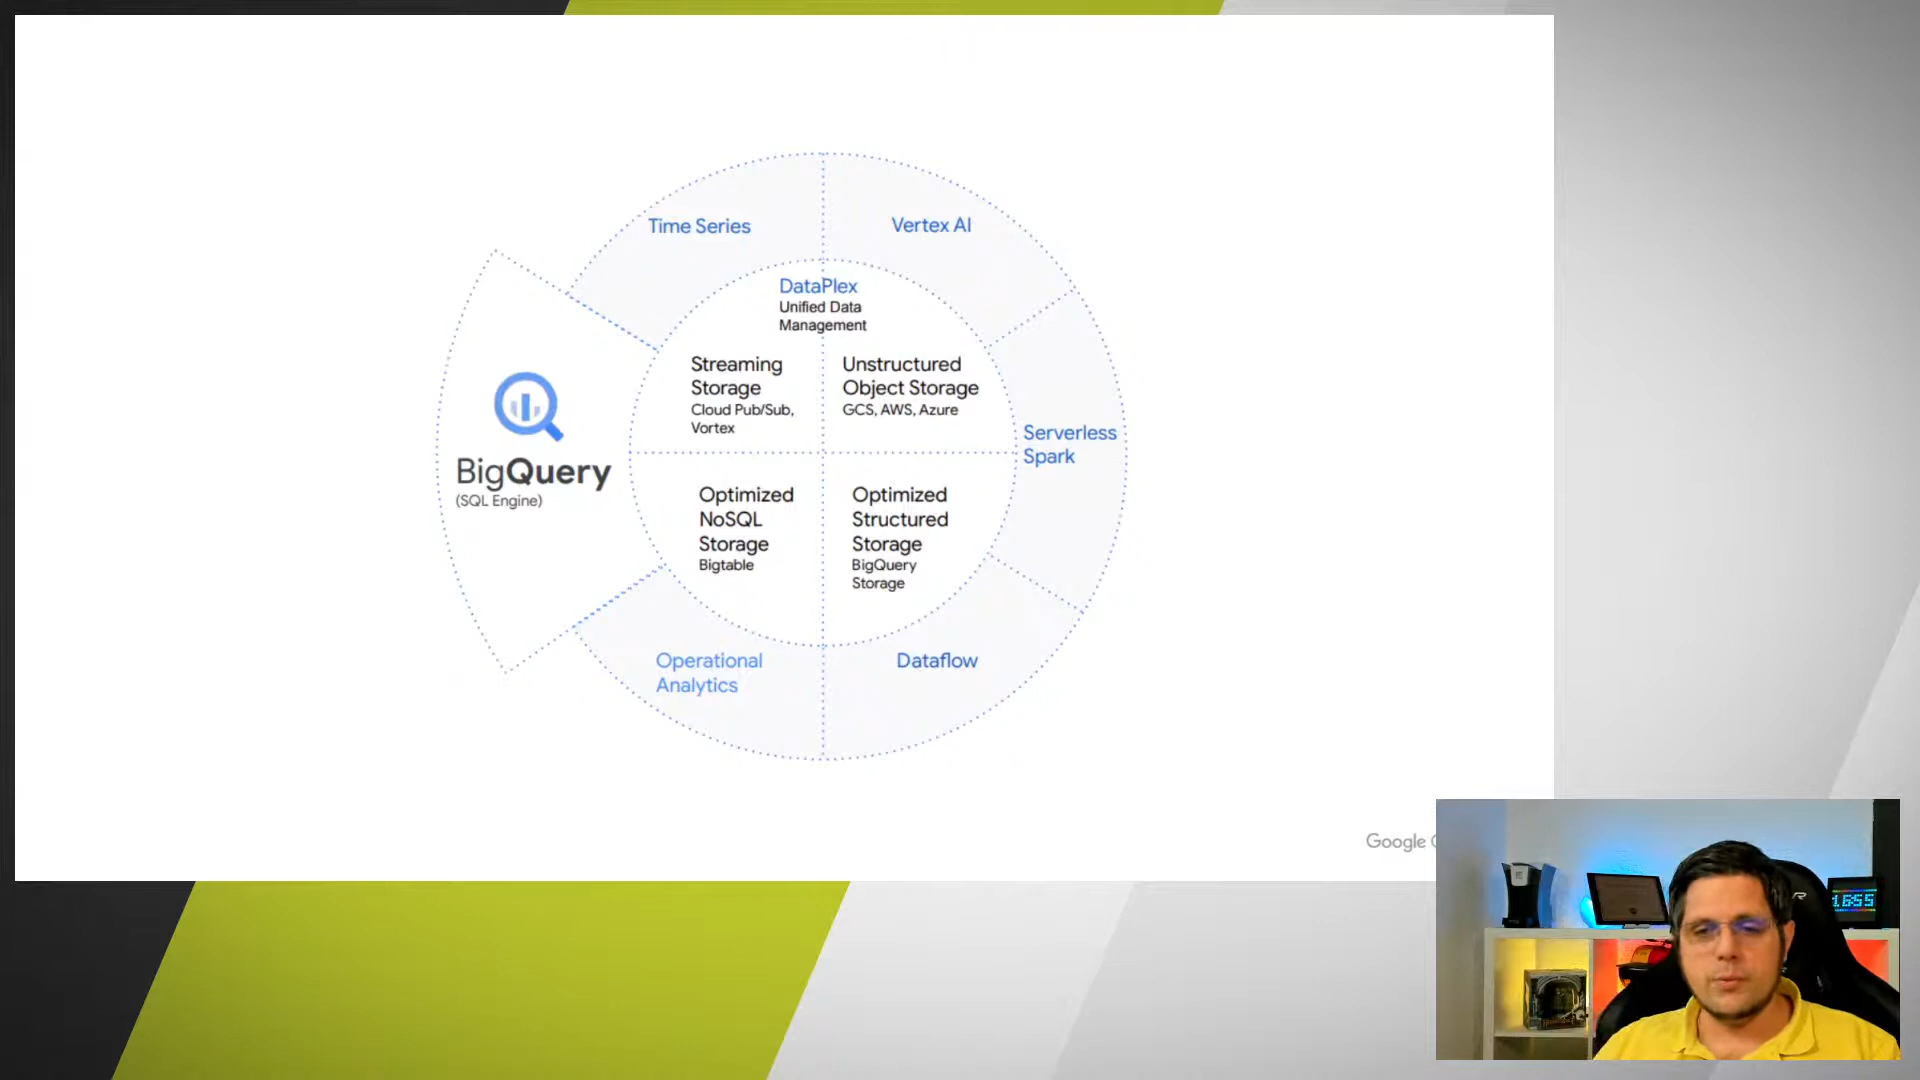 Time Series
Vertex AI
DataPlex
Unified Data
Management
Streaming
Storage
Cloud Pub/Sub,
Vortex
Unstructured
Object Storage
GCS, AWS, Azure
BigQuery
(SQL Engine)
Serverless
Spark
Optimized
NoSQL
Storage
Bigtable
Optimized
Structured
Storage
BigQuery
Storage
Operational
Analytics
Dataflow
Google
16:55